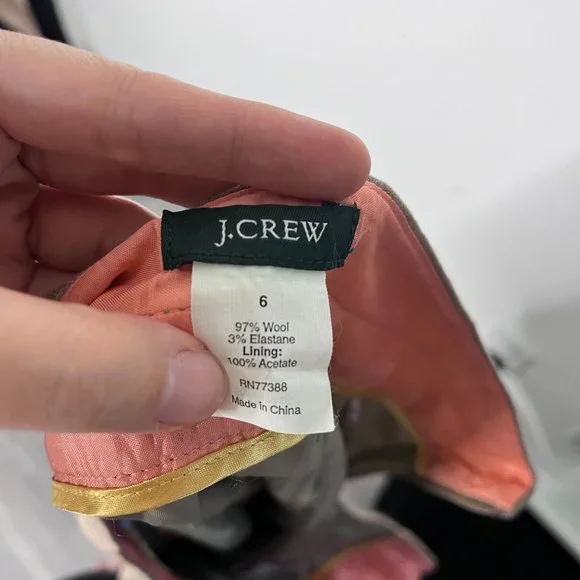 J.CREW
6
97% Wool
3% Elastane
Lining:
100% Acetate
RN77388
Made in China